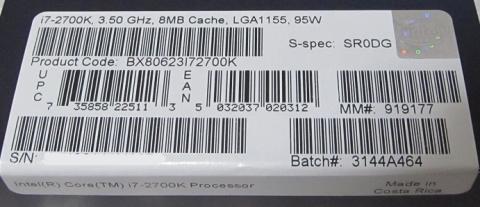 i7-2700K, 3.50 GHz, 8MB Cache, LGA1155, 95W
S-spec: SR0DG
Product Code: BX80623I72700K
UPC
7 35858 22511 3
EAN
5 032037 020312
MM#: 919177
S/N:
Batch#: 3144A464
Intel(R) Core(TM) i7-2700K Processor
Made in
Costa Rica